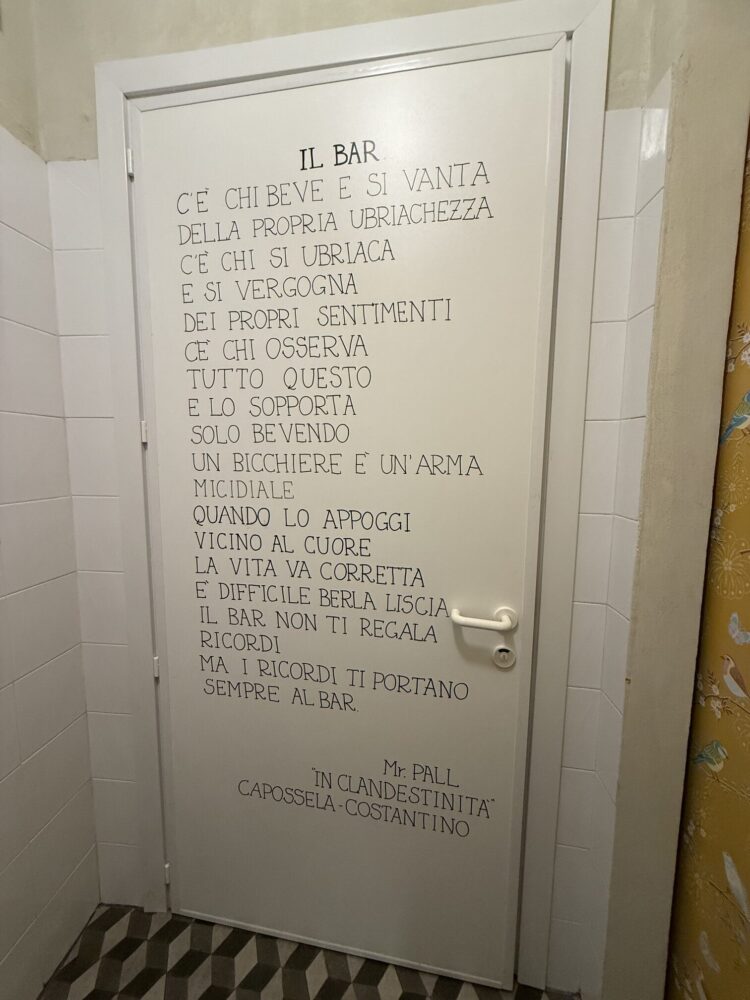 IL BAR
C'È CHI BEVE E SI VANTA
DELLA PROPRIA UBRIACHEZZA
C'È CHI SI UBRIACA
E SI VERGOGNA
DEI PROPRI SENTIMENTI
C'È CHI OSSERVA
TUTTO QUESTO
E LO SOPPORTA
SOLO BEVENDO
UN BICCHIERE E' UN'ARMA
MICIDIALE
QUANDO LO APPOGGI
VICINO AL CUORE
LA VITA VA CORRETTA
E' DIFFICILE BERLA LISCIA
IL BAR NON TI REGALA
RICORDI
MA I RICORDI TI PORTANO
SEMPRE AL BAR.
Mr. PALL
"IN CLANDESTINITÀ"
CAPOSSELA-COSTANTINO